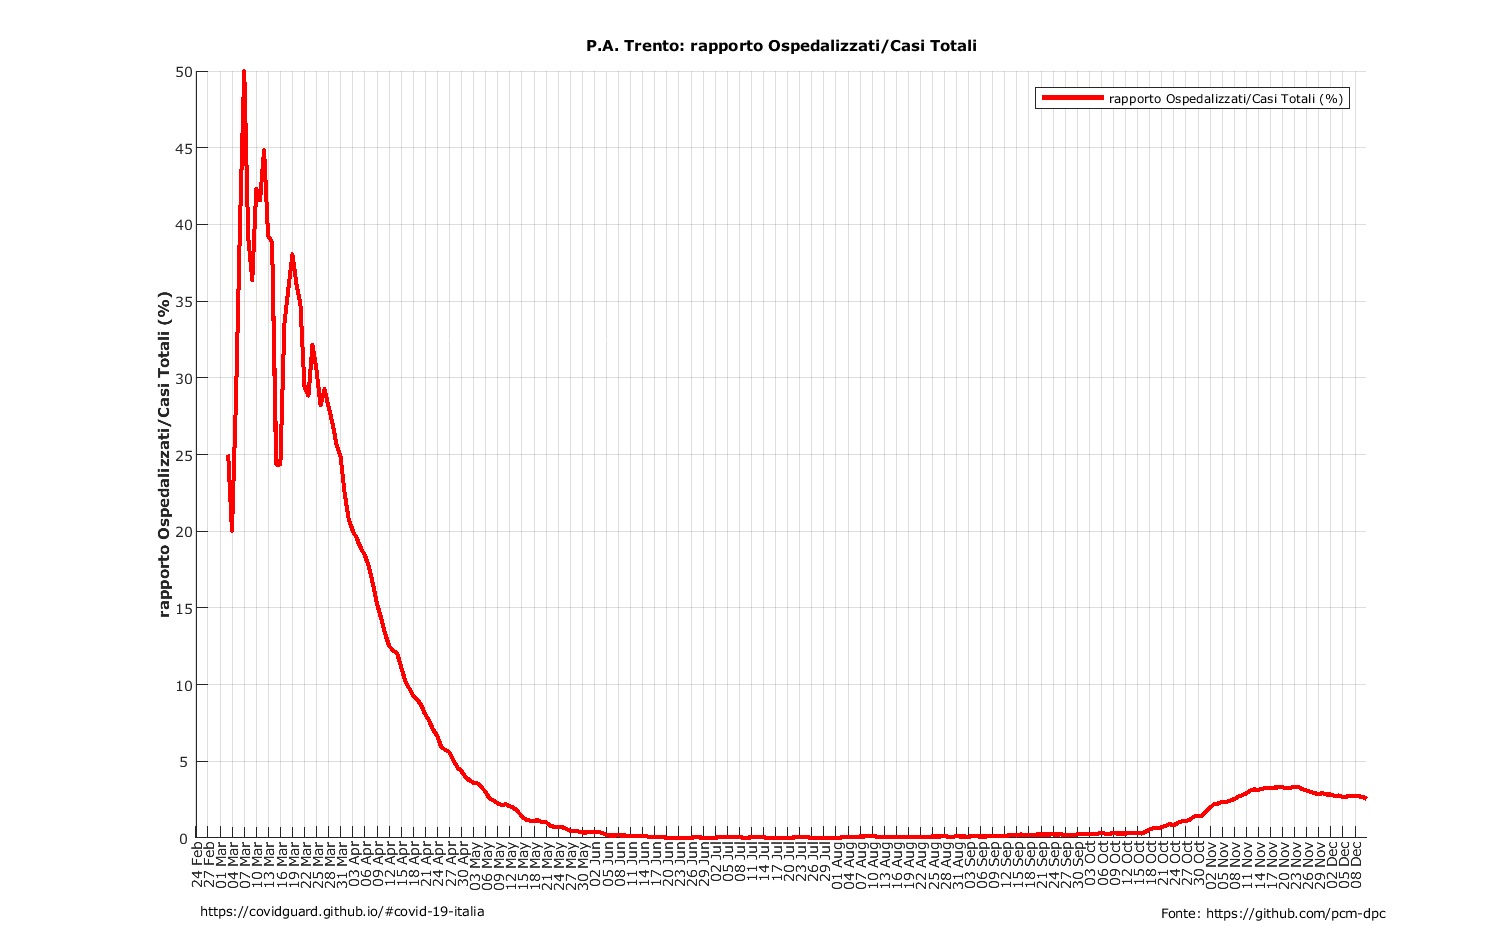 P.A. Trento: rapporto Ospedalizzati/Casi Totali
rapporto Ospedalizzati/Casi Totali (%)
rapporto Ospedalizzati/Casi Totali (%)
50
45
40
35
30
25
20
15
10
5
0
24 Feb
27 Feb
01 Mar
04 Mar
07 Mar
10 Mar
13 Mar
16 Mar
19 Mar
22 Mar
25 Mar
28 Mar
31 Mar
03 Apr
06 Apr
09 Apr
12 Apr
15 Apr
18 Apr
21 Apr
24 Apr
27 Apr
30 Apr
03 May
06 May
09 May
12 May
15 May
18 May
21 May
24 May
27 May
30 May
02 Jun
05 Jun
08 Jun
11 Jun
14 Jun
17 Jun
20 Jun
23 Jun
26 Jun
29 Jun
02 Jul
05 Jul
08 Jul
11 Jul
14 Jul
17 Jul
20 Jul
23 Jul
26 Jul
29 Jul
01 Aug
04 Aug
07 Aug
10 Aug
13 Aug
16 Aug
19 Aug
22 Aug
25 Aug
28 Aug
31 Aug
03 Sep
06 Sep
09 Sep
12 Sep
15 Sep
18 Sep
21 Sep
24 Sep
27 Sep
30 Sep
03 Oct
06 Oct
09 Oct
12 Oct
15 Oct
18 Oct
21 Oct
24 Oct
27 Oct
30 Oct
02 Nov
05 Nov
08 Nov
11 Nov
14 Nov
17 Nov
20 Nov
23 Nov
26 Nov
29 Nov
02 Dec
05 Dec
08 Dec
https://covidguard.github.io/#covid-19-italia
Fonte: https://github.com/pcm-dpc